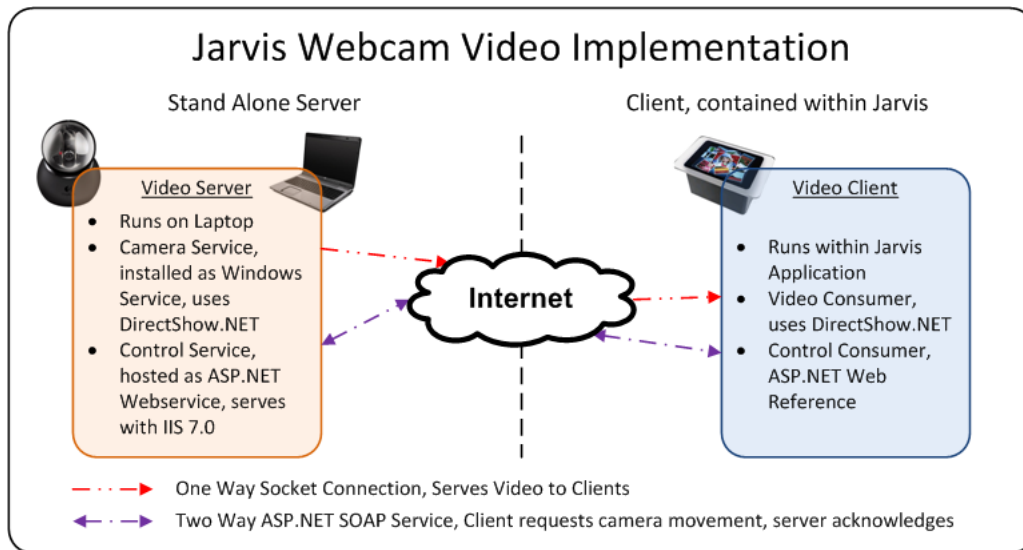 Jarvis Webcam Video Implementation
Stand Alone Server
Client, contained within Jarvis
Video Server
• Runs on Laptop
• Camera Service,
installed as Windows
Service, uses
DirectShow.NET
• Control Service,
hosted as ASP.NET
Webservice, serves
with IIS 7.0
Internet
Video Client
• Runs within Jarvis
Application
• Video Consumer,
uses DirectShow.NET
• Control Consumer,
ASP.NET Web
Reference
One Way Socket Connection, Serves Video to Clients
Two Way ASP.NET SOAP Service, Client requests camera movement, server acknowledges